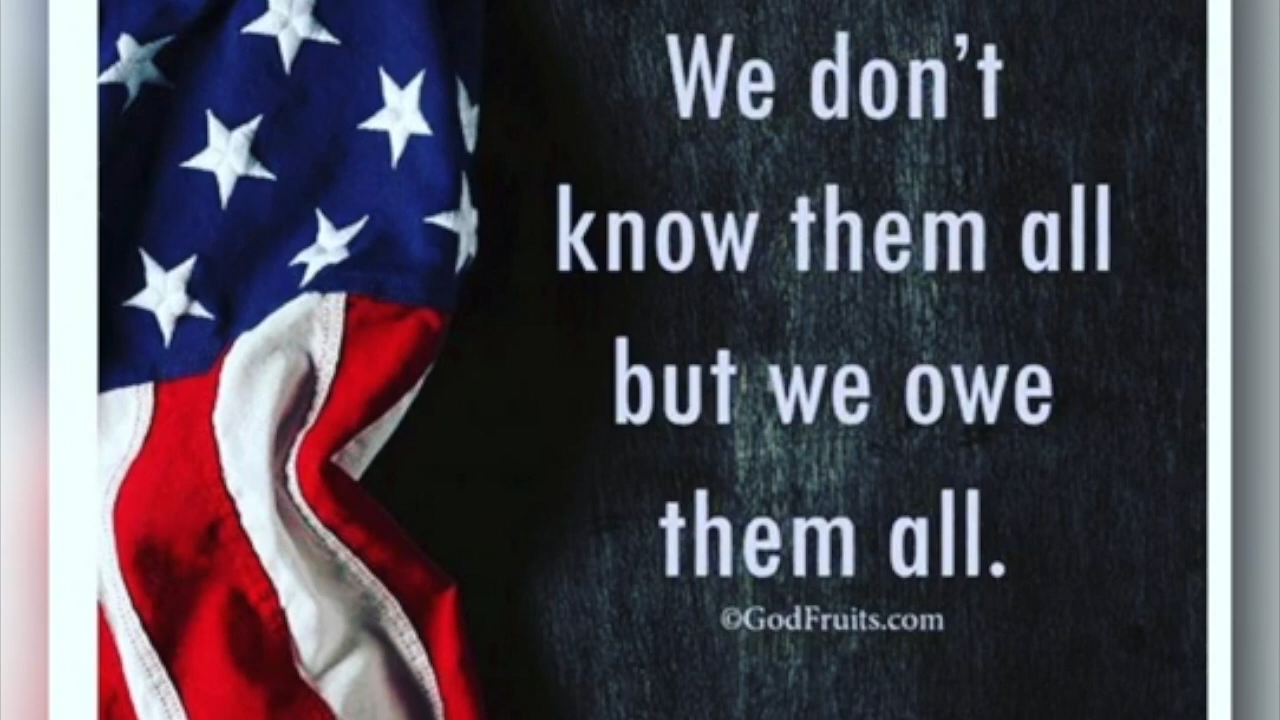 We don’t
know them all
but we owe
them all.
©GodFruits.com